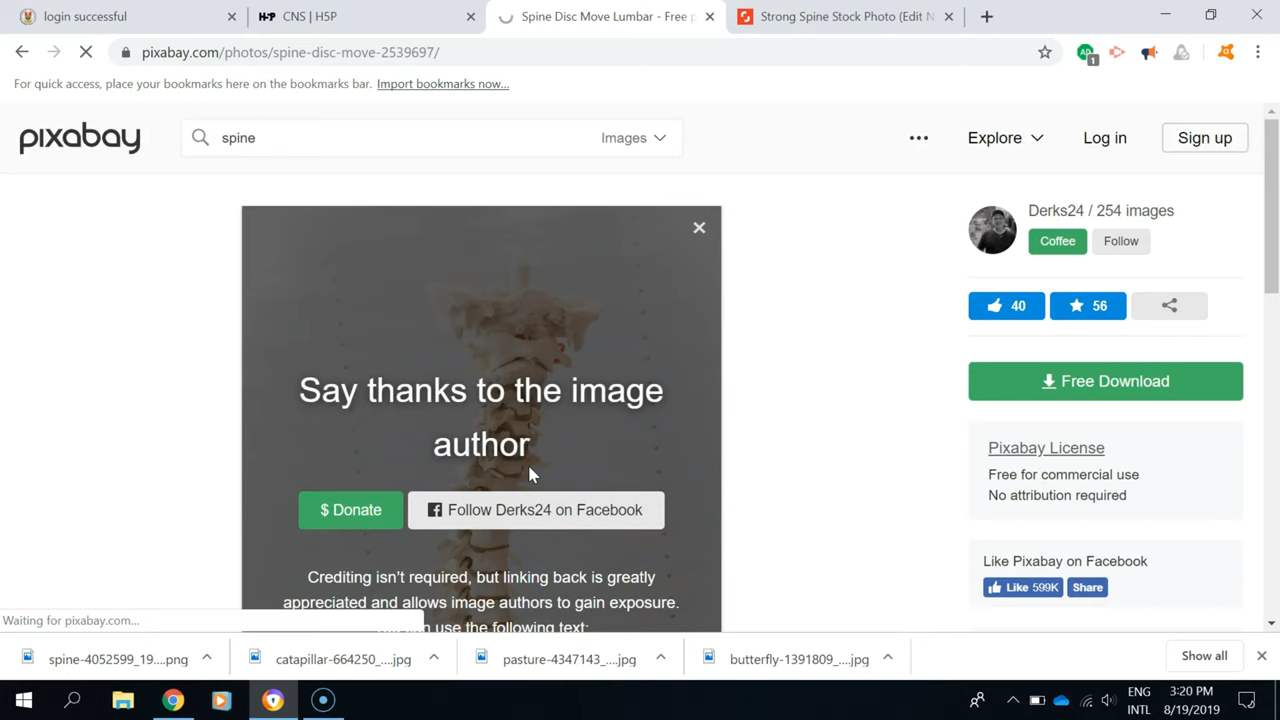 login successful
H-P CNS | H5P
Spine Disc Move Lumbar - Free p
Strong Spine Stock Photo (Edit N
pixabay.com/photos/spine-disc-move-2539697/
1
For quick access, place your bookmarks here on the bookmarks bar. Import bookmarks now...
pixabay
spine
Images
Explore
Log in
Sign up
Derks24 / 254 images
Coffee
Follow
40
56
Free Download
Say thanks to the image
author
$ Donate
Follow Derks24 on Facebook
Crediting isn't required, but linking back is greatly
appreciated and allows image authors to gain exposure.
use the following text:
Pixabay License
Free for commercial use
No attribution required
Like Pixabay on Facebook
Like 599K
Share
Waiting for pixabay.com...
spine-4052599_19....png
catapillar-664250_....jpg
pasture-4347143_....jpg
butterfly-1391809_....jpg
Show all
ENG
INTL
3:20 PM
8/19/2019